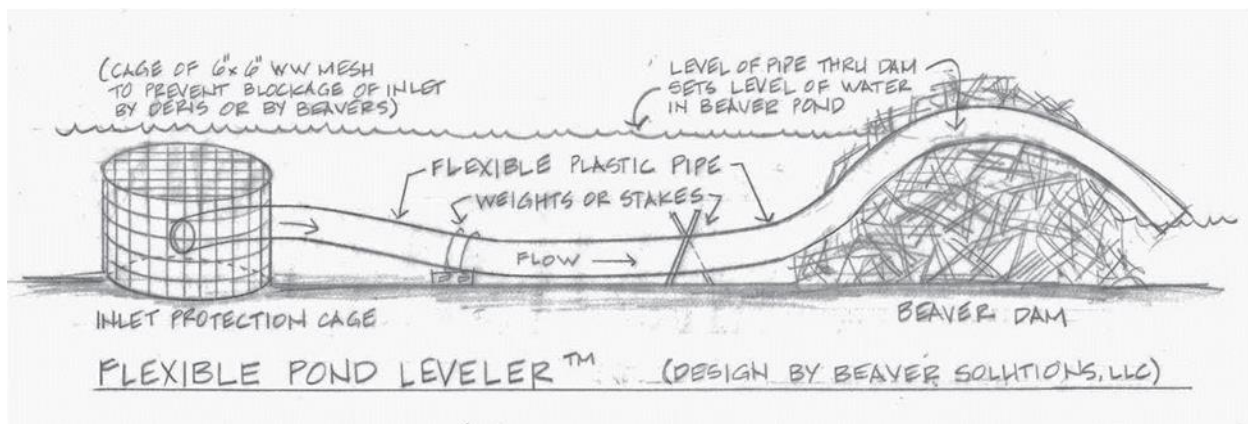 (CAGE OF 6"x 6" WW MESH
TO PREVENT BLOCKAGE OF INLET
BY DERIS OR BY BEAVERS)
LEVEL OF PIPE THRU DAM
SETS LEVEL OF WATER
IN BEAVER POND
FLEXIBLE PLASTIC PIPE
WEIGHTS OR STAKES
FLOW
INLET PROTECTION CAGE
BEAVER DAM
FLEXIBLE POND LEVELER™
(DESIGN BY BEAVER SOLUTIONS, LLC)